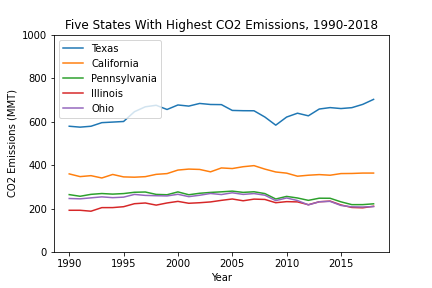 Five States With Highest CO2 Emissions, 1990-2018
CO2 Emissions (MMT)
1000
800
600
400
200
0
Texas
California
Pennsylvania
Illinois
Ohio
1990 1995 2000 2005 2010 2015
Year